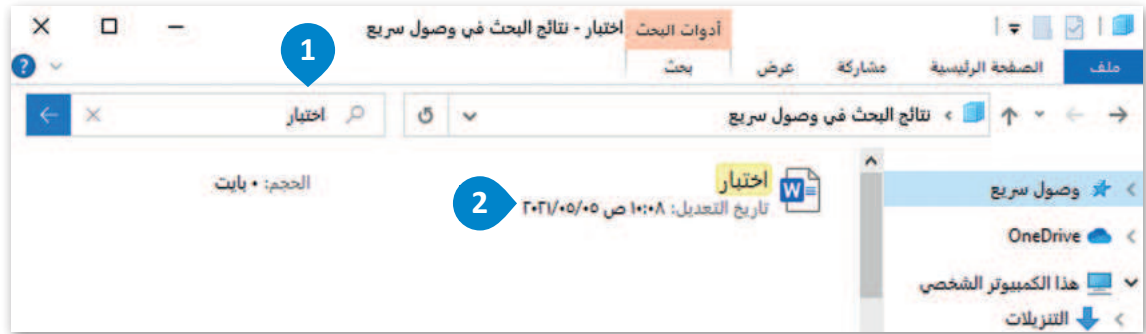 أدوات البحث اختبار - نتائج البحث في وصول سريع
ملف الصفحة الرئيسية مشاركة عرض بحث
1
نتائج البحث في وصول سريع
اختبار
وصول سريع
OneDrive
هذا الكمبيوتر الشخصي
التنزيلات
اختبار
تاريخ التعديل: ١٠:٠٨ ص ٢٠٢١/٠٥/٠٥
الحجم: ٠ بايت
2